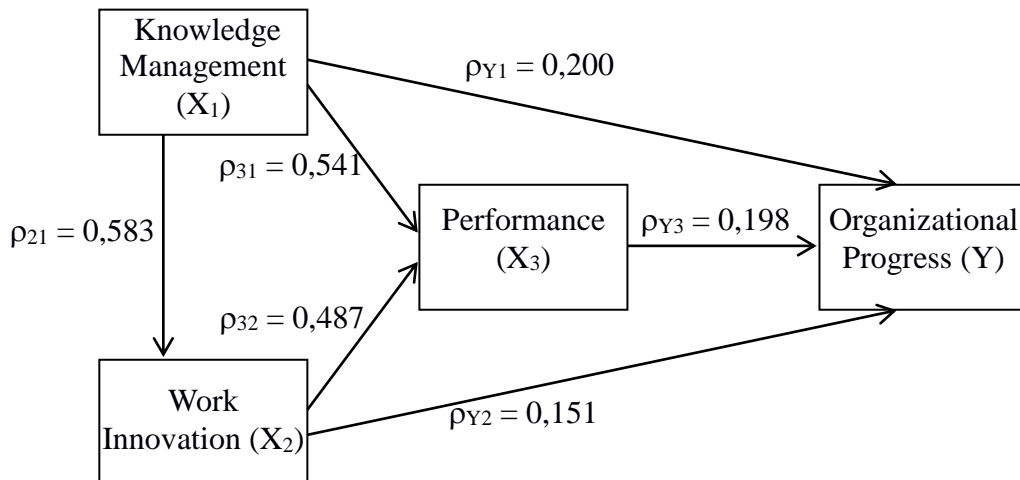 Knowledge
Management
(X₁)
ρY1 = 0,200
ρ31 = 0,541
Performance
(X₃)
ρY3 = 0,198
Organizational
Progress (Y)
ρ21 = 0,583
ρ32 = 0,487
Work
Innovation (X₂)
ρY2 = 0,151